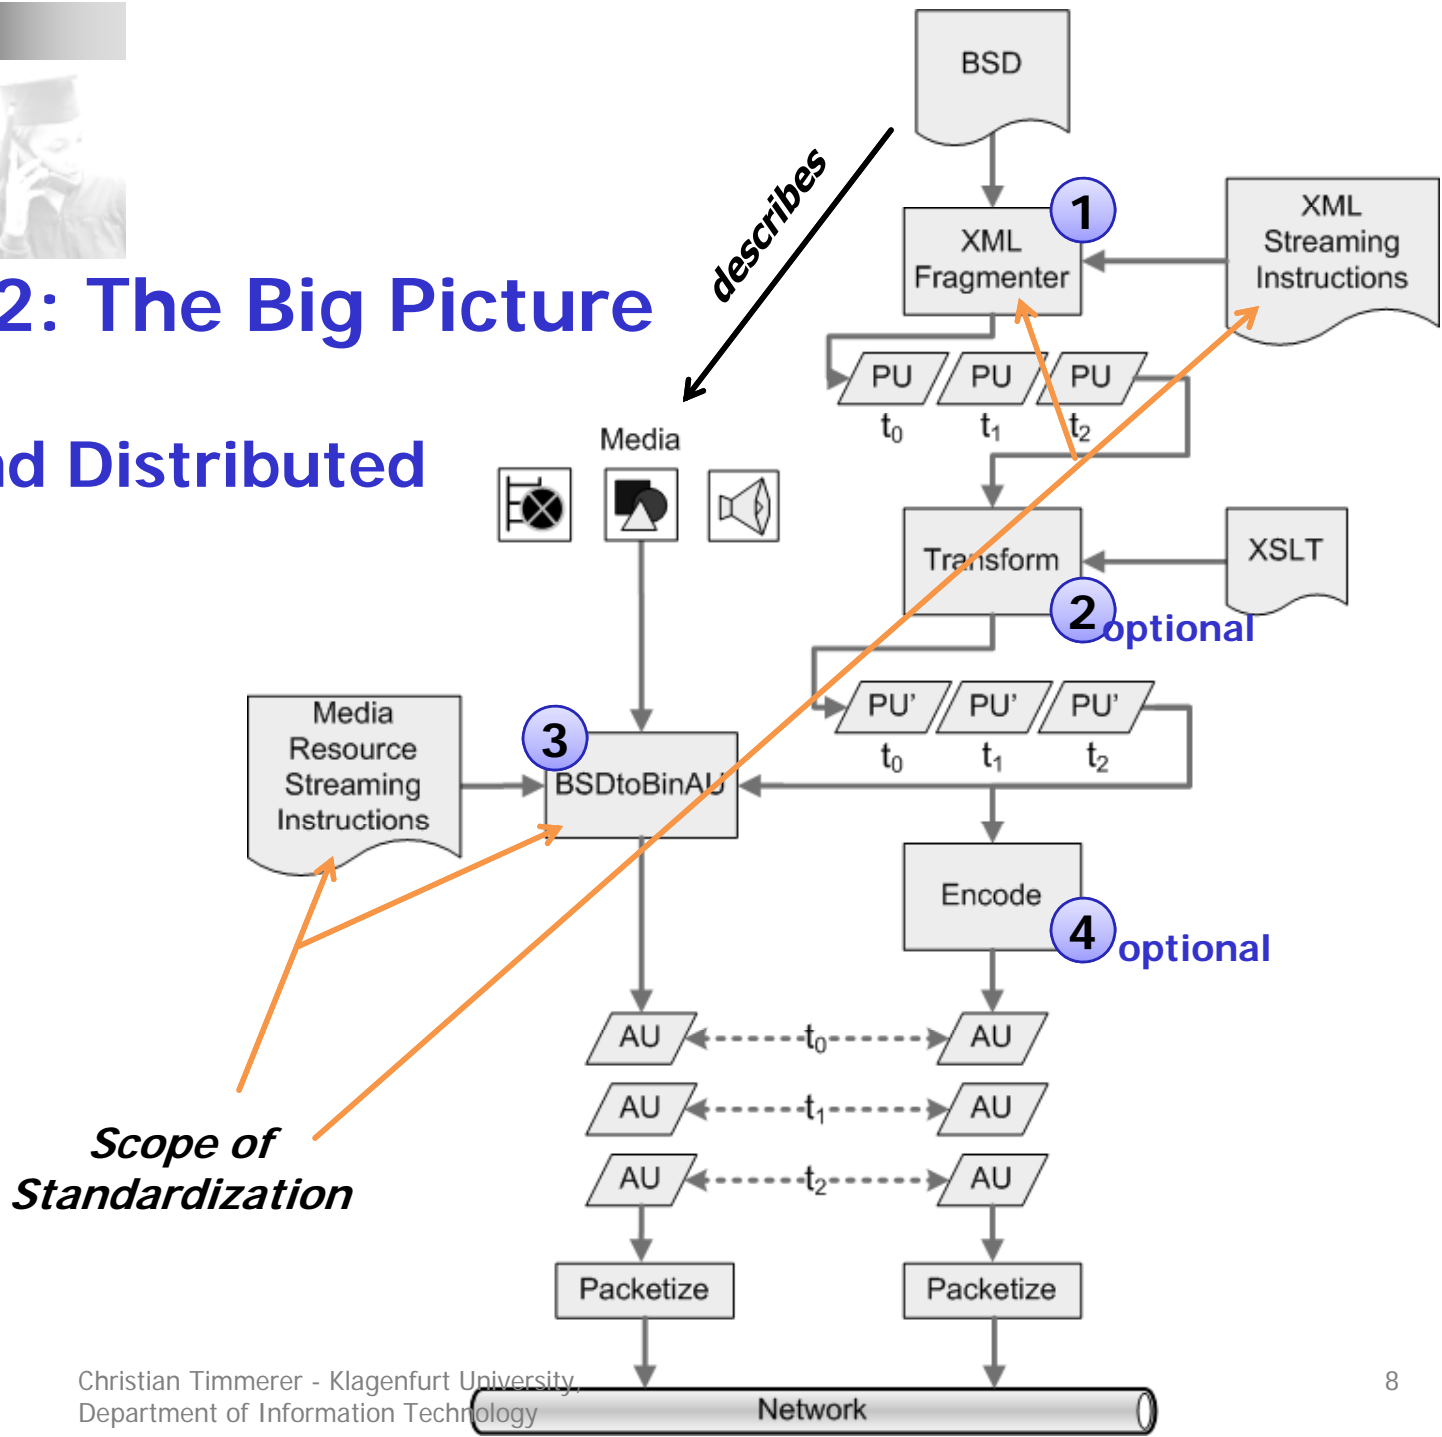 BSD
describes
1
XML
Fragmenter
XML
Streaming
Instructions
2: The Big Picture
PU PU PU
t0 t1 t2
nd Distributed
Media
Transform
XSLT
2 optional
PU' PU' PU'
t0 t1 t2
Media
Resource
Streaming
Instructions
3
BSDtoBinAU
Encode
4 optional
AU t0 AU
AU t1 AU
AU t2 AU
Scope of
Standardization
Packetize Packetize
Christian Timmerer - Klagenfurt University,
Department of Information Technology
Network
8